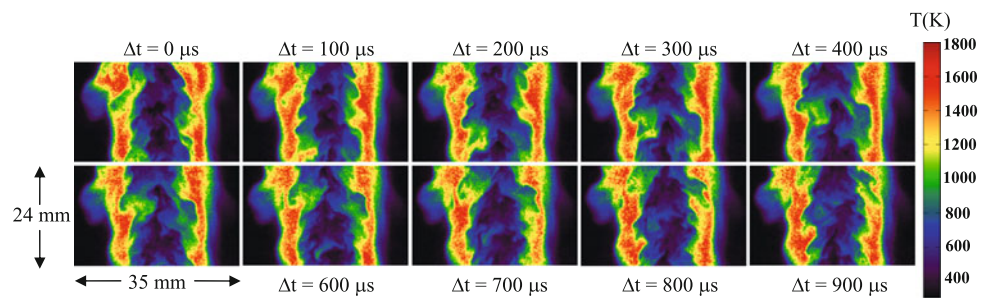 T(K)
Δt = 0 μs
Δt = 100 μs
Δt = 200 μs
Δt = 300 μs
Δt = 400 μs
1800
1600
1400
1200
1000
800
600
400
24 mm
35 mm
Δt = 600 μs
Δt = 700 μs
Δt = 800 μs
Δt = 900 μs